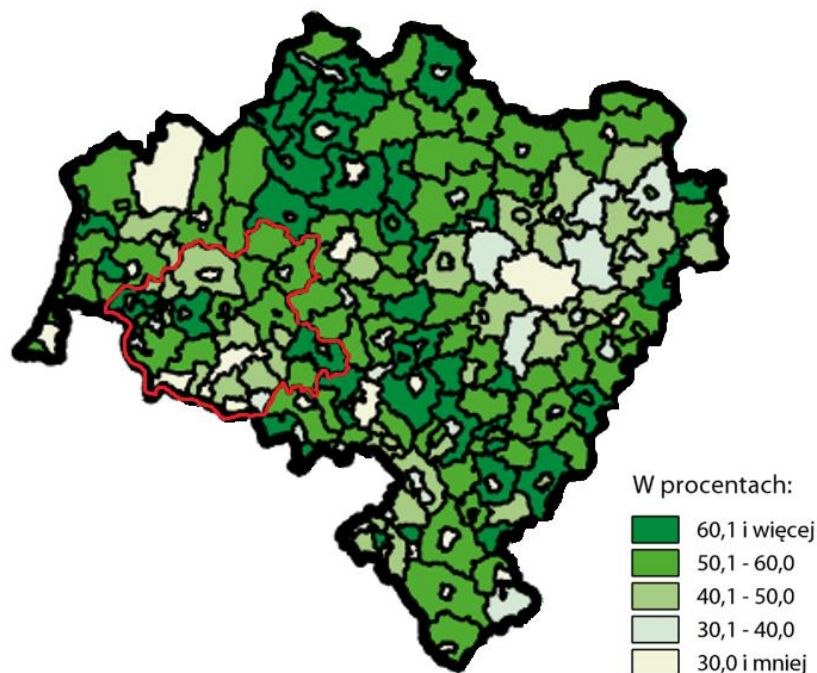 W procentach:
60,1 i więcej
50,1 - 60,0
40,1 - 50,0
30,1 - 40,0
30,0 i mniej